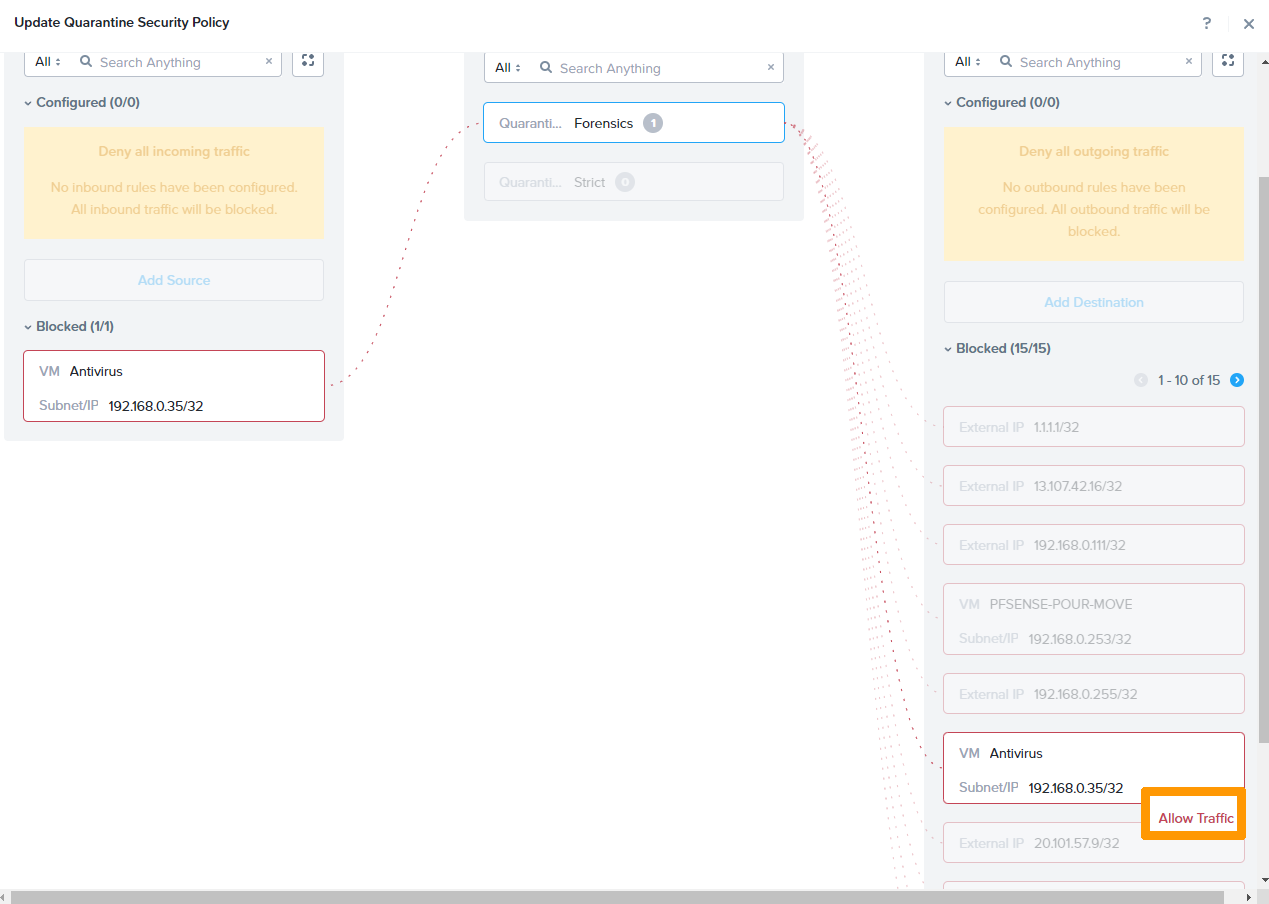 Update Quarantine Security Policy
?
All
Search Anything
Configured (0/0)
Deny all incoming traffic
No inbound rules have been configured.
All inbound traffic will be blocked.
Add Source
Blocked (1/1)
VM Antivirus
Subnet/IP 192.168.0.35/32
All
Search Anything
Quaranti... Forensics 1
Quaranti... Strict 0
All
Search Anything
Configured (0/0)
Deny all outgoing traffic
No outbound rules have been
configured. All outbound traffic will be
blocked.
Add Destination
Blocked (15/15)
1 - 10 of 15
External IP 1.1.1.1/32
External IP 13.107.42.16/32
External IP 192.168.0.111/32
VM PFSENSE-POUR-MOVE
Subnet/IP 192.168.0.253/32
External IP 192.168.0.255/32
VM Antivirus
Subnet/IP 192.168.0.35/32
Allow Traffic
External IP 20.101.57.9/32